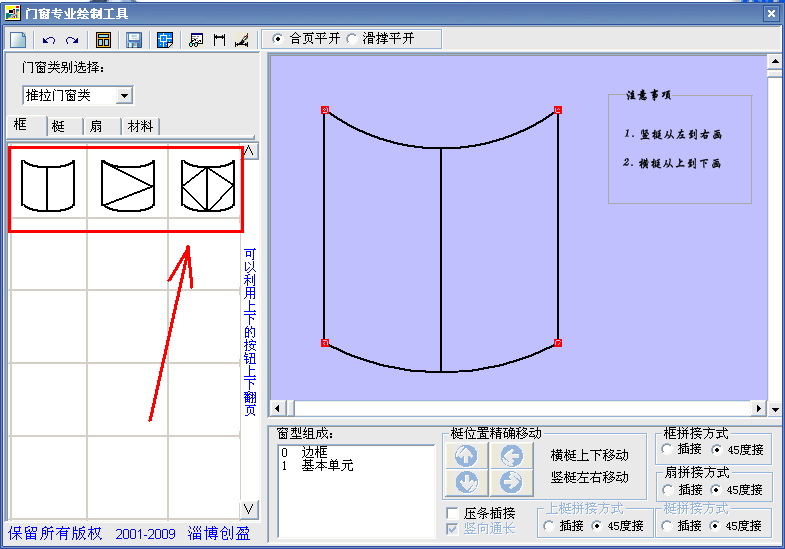 门窗专业绘制工具
合页平开 滑撑平开
门窗类别选择:
推拉门窗类
框 梃 扇 材料
可以利用上下的按钮上下翻页
注意事项
1. 竖梃从左到右画
2. 横梃从上到下画
窗型组成:
0 边框
1 基本单元
梃位置精确移动
横梃上下移动
竖梃左右移动
压条插接
竖向通长
框拼接方式
插接 45度接
扇拼接方式
插接 45度接
上梃拼接方式
插接 45度接
梃拼接方式
插接 45度接
保留所有版权 2001-2009 淄博创盈